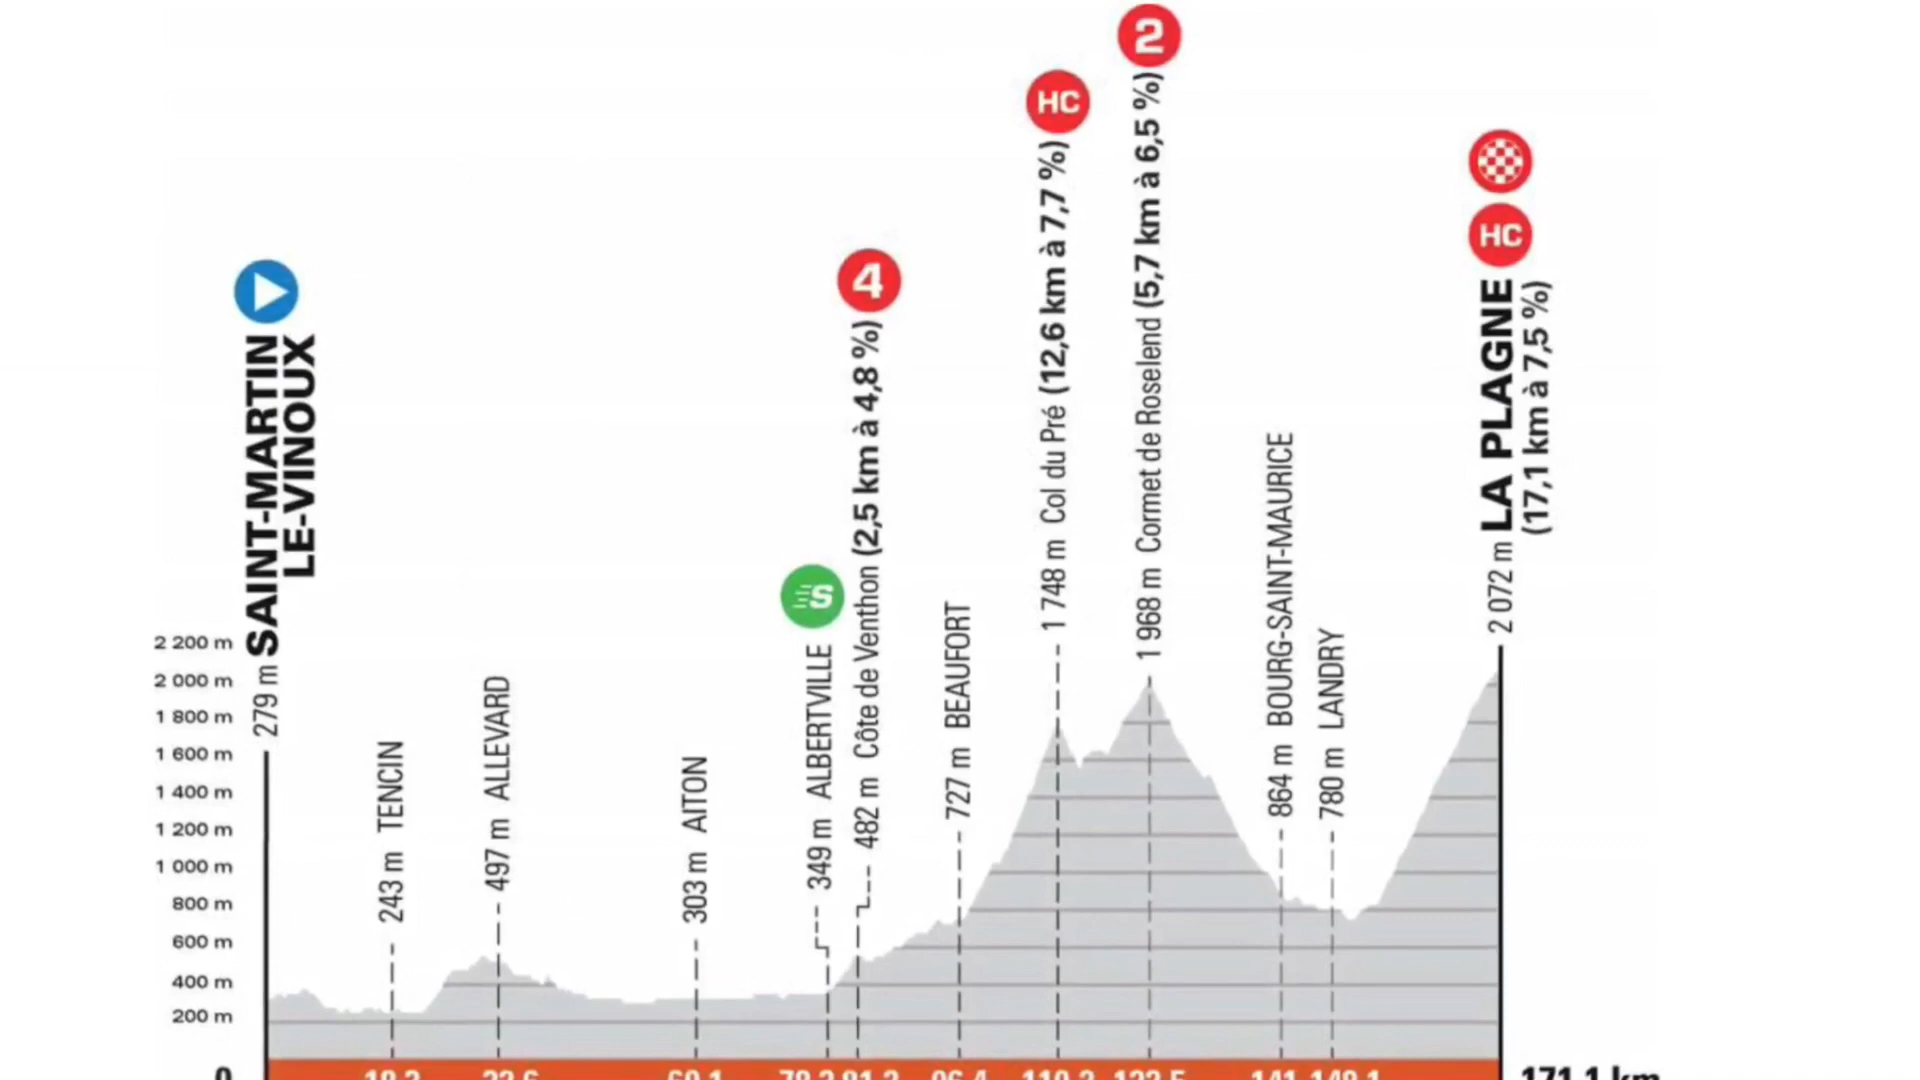 2
HC
HC
4
S
SAINT-MARTIN
LE-VINOUX
279 m
243 m TENCIN
497 m ALLEVARD
303 m AITON
349 m ALBERTVILLE
482 m Côte de Venthon (2,5 km à 4,8 %)
727 m BEAUFORT
1 748 m Col du Pré (12,6 km à 7,7 %)
1 968 m Cormet de Roselend (5,7 km à 6,5 %)
864 m BOURG-SAINT-MAURICE
780 m LANDRY
2 072 m LA PLAGNE
(17,1 km à 7,5 %)
2 200 m
2 000 m
1 800 m
1 600 m
1 400 m
1 200 m
1 000 m
800 m
600 m
400 m
200 m
0
171,1 km